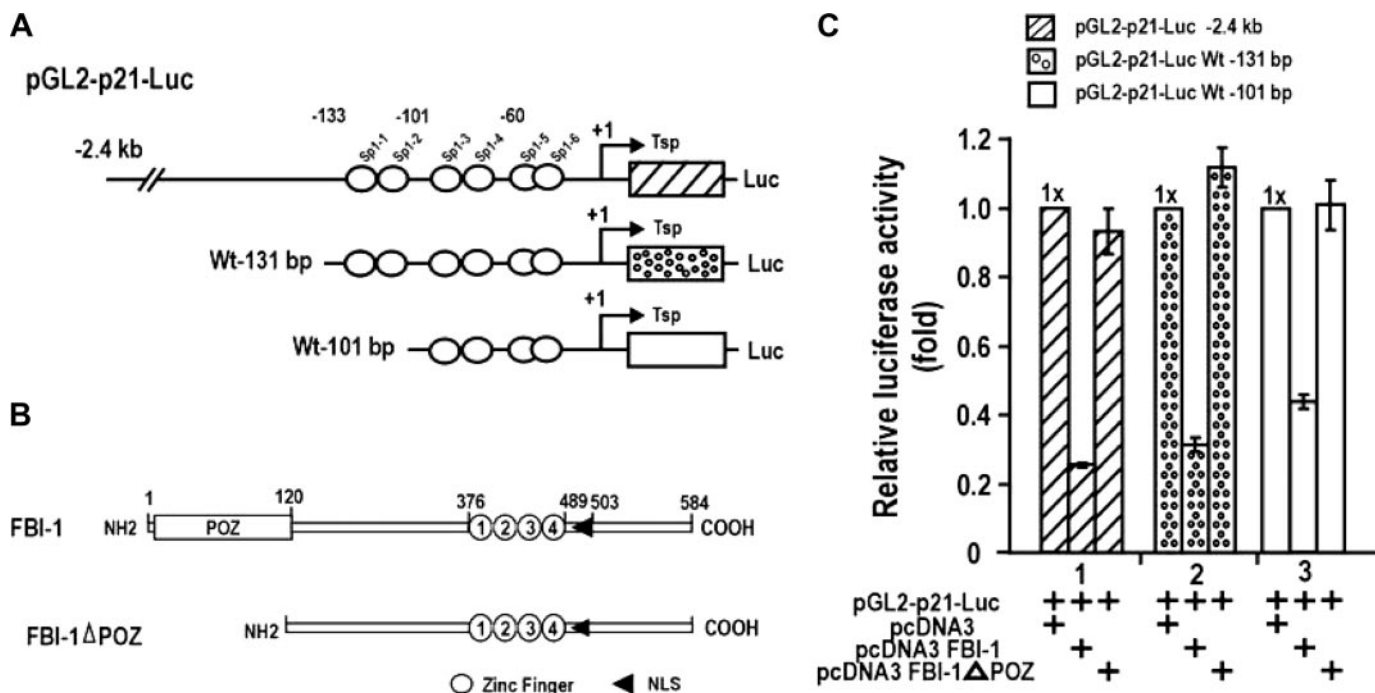 A
pGL2-p21-Luc
-133 -101 -60
Sp1-1 Sp1-2 Sp1-3 Sp1-4 Sp1-5 Sp1-6
-2.4 kb +1 Tsp Luc
Wt-131 bp +1 Tsp Luc
Wt-101 bp +1 Tsp Luc
B
1 120 376 489 503 584
FBI-1 NH2 POZ 1 2 3 4 COOH
FBI-1ΔPOZ NH2 1 2 3 4 COOH
Zinc Finger NLS
C
pGL2-p21-Luc -2.4 kb
pGL2-p21-Luc Wt -131 bp
pGL2-p21-Luc Wt -101 bp
Relative luciferase activity
(fold)
1.2
1.0
0.8
0.6
0.4
0.2
0
1x 1x 1x
1 2 3
pGL2-p21-Luc + + + + + + + + +
pcDNA3 + + +
pcDNA3 FBI-1 + + +
pcDNA3 FBI-1ΔPOZ + + +